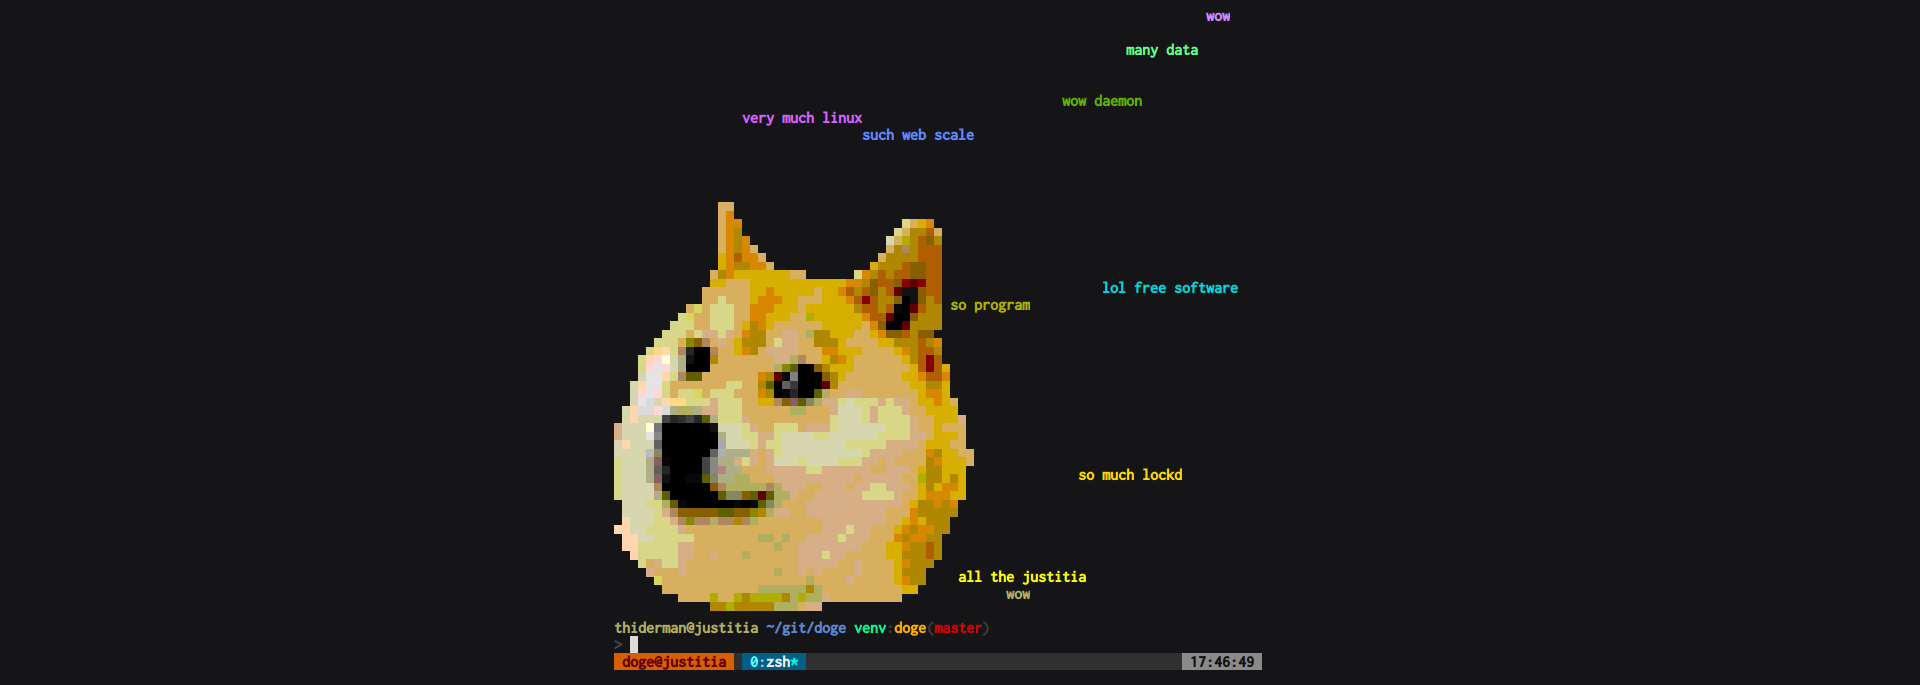 wow
many data
wow daemon
very much linux
such web scale
lol free software
so program
so much lockd
all the justitia
wow
thiderman@justitia ~/git/doge venv:doge(master)
>
doge@justitia 0:zsh* 17:46:49